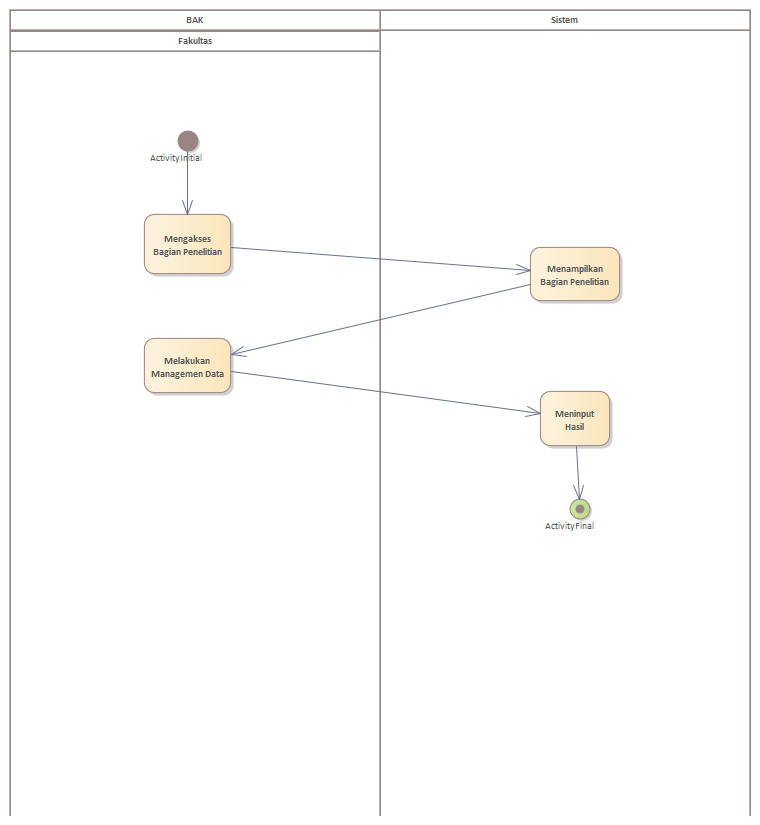 BAK
Sistem
Fakultas
ActivityInitial
Mengakses
Bagian Penelitian
Menampilkan
Bagian Penelitian
Melakukan
Managemen Data
Meninput
Hasil
ActivityFinal